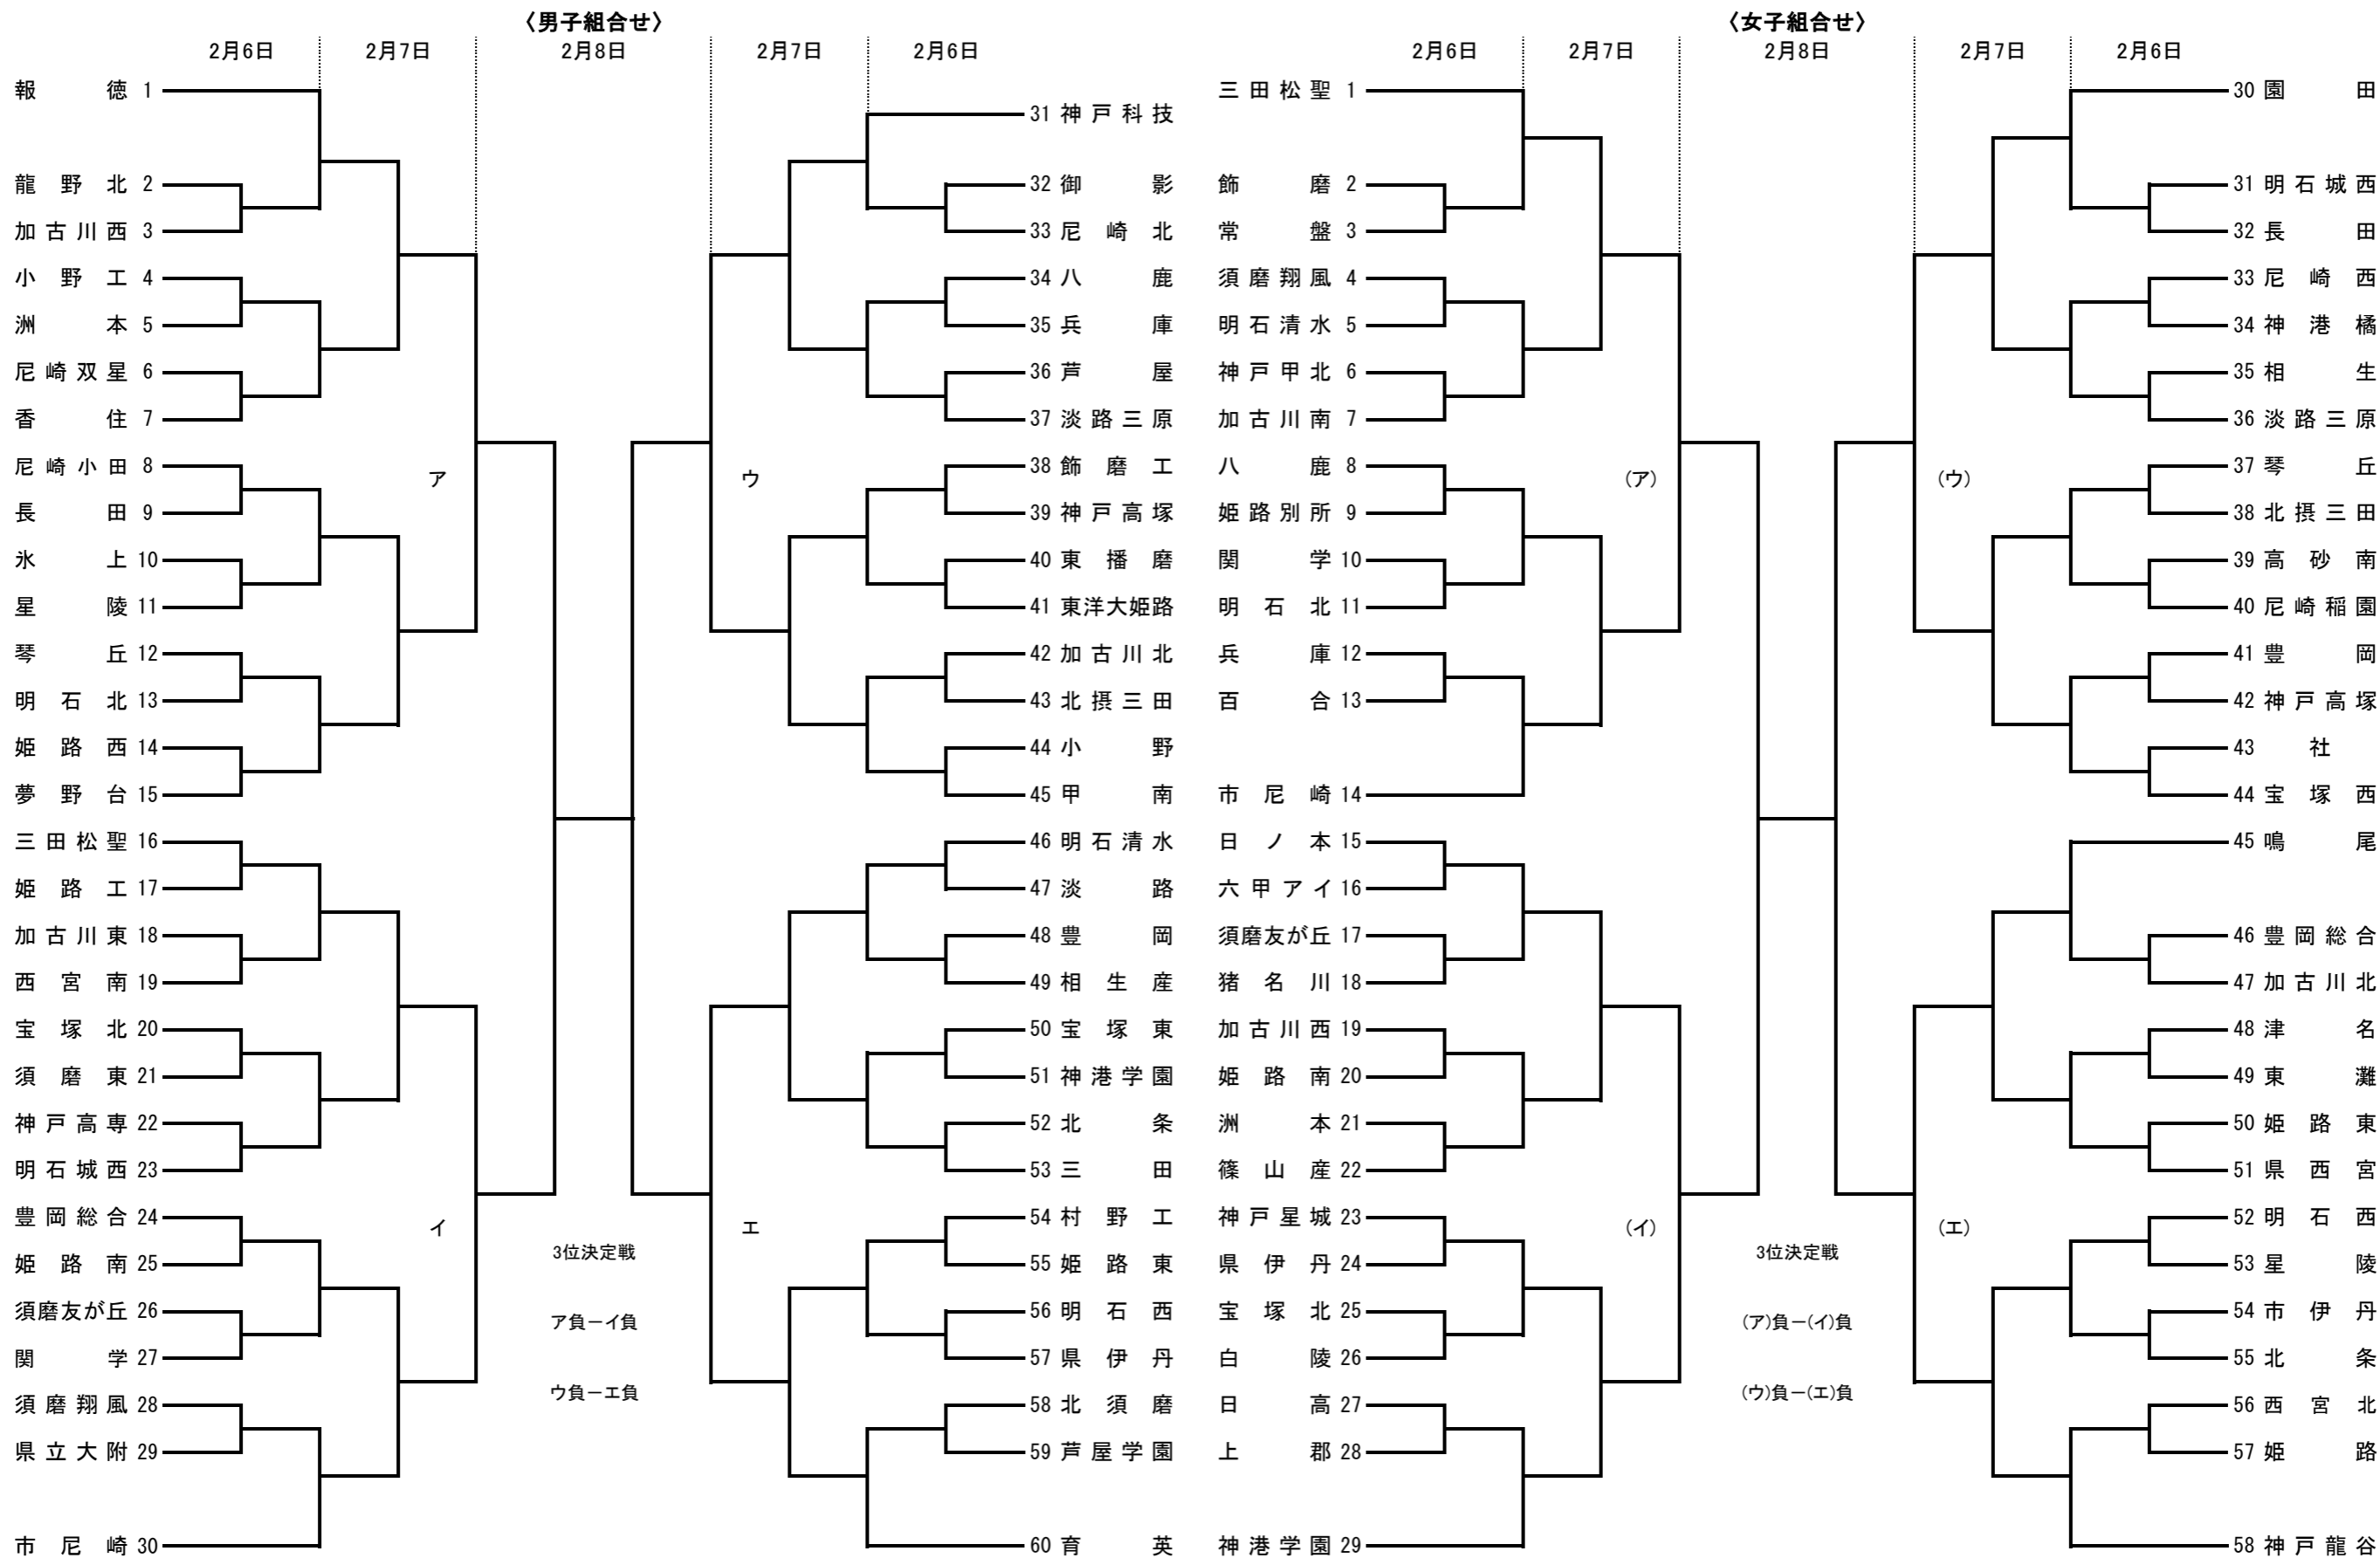 〈男子組合せ〉
2月6日 2月7日 2月8日 2月7日 2月6日
報徳 1
龍野北 2
加古川西 3
小野工 4
洲本 5
尼崎双星 6
香住 7
尼崎小田 8
長田 9
氷上 10
星陵 11
琴丘 12
明石北 13
姫路西 14
夢野台 15
三田松聖 16
姫路工 17
加古川東 18
西宮南 19
宝塚北 20
須磨東 21
神戸高専 22
明石城西 23
豊岡総合 24
姫路南 25
須磨友が丘 26
関学 27
須磨翔風 28
県立大附 29
市尼崎 30
ア
イ
ウ
エ
3位決定戦
ア負－イ負
ウ負－エ負
31 神戸科技
32 御影
33 尼崎北
34 八鹿
35 兵庫
36 芦屋
37 淡路三原
38 飾磨工
39 神戸高塚
40 東播磨
41 東洋大姫路
42 加古川北
43 北摂三田
44 小野
45 甲南
46 明石清水
47 淡路
48 豊岡
49 相生産
50 宝塚東
51 神港学園
52 北条
53 三田
54 村野工
55 姫路東
56 明石西
57 県伊丹
58 北須磨
59 芦屋学園
60 育英
〈女子組合せ〉
2月6日 2月7日 2月8日 2月7日 2月6日
三田松聖 1
飾磨 2
常盤 3
須磨翔風 4
明石清水 5
神戸甲北 6
加古川南 7
八鹿 8
姫路別所 9
関学 10
明石北 11
兵庫 12
百合 13
市尼崎 14
日ノ本 15
六甲アイ 16
須磨友が丘 17
猪名川 18
加古川西 19
姫路南 20
洲本 21
篠山産 22
神戸星城 23
県伊丹 24
宝塚北 25
白陵 26
日高 27
上郡 28
神港学園 29
(ア)
(イ)
(ウ)
(エ)
3位決定戦
(ア)負－(イ)負
(ウ)負－(エ)負
30 園田
31 明石城西
32 長田
33 尼崎西
34 神港橘
35 相生
36 淡路三原
37 琴丘
38 北摂三田
39 高砂南
40 尼崎稲園
41 豊岡
42 神戸高塚
43 社
44 宝塚西
45 鳴尾
46 豊岡総合
47 加古川北
48 津名
49 東灘
50 姫路東
51 県西宮
52 明石西
53 星陵
54 市伊丹
55 北条
56 西宮北
57 姫路
58 神戸龍谷